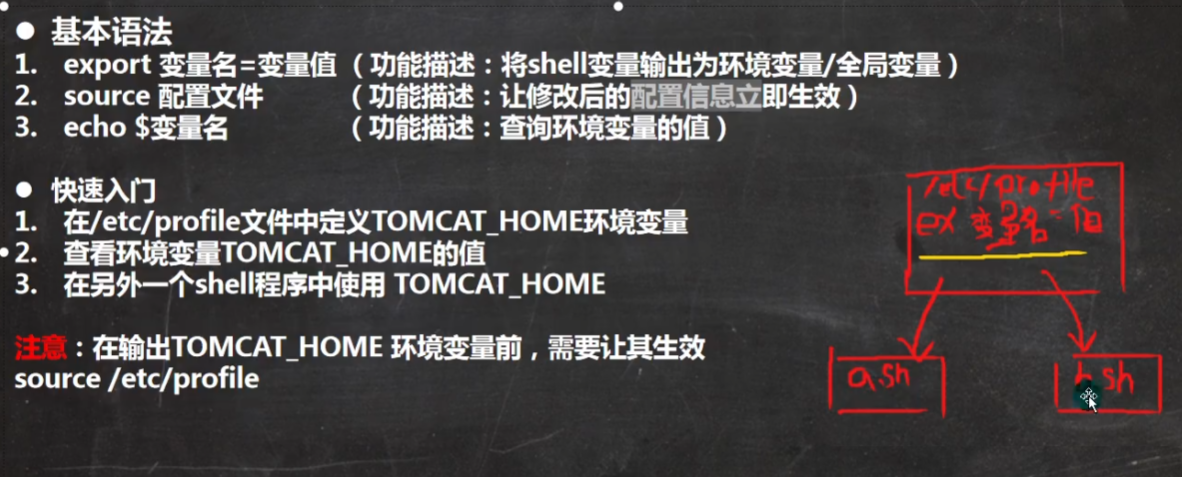 ● 基本语法
1. export 变量名=变量值（功能描述：将shell变量输出为环境变量/全局变量）
2. source 配置文件 （功能描述：让修改后的配置信息立即生效）
3. echo $变量名 （功能描述：查询环境变量的值）
● 快速入门
1. 在/etc/profile文件中定义TOMCAT_HOME环境变量
2. 查看环境变量TOMCAT_HOME的值
3. 在另外一个shell程序中使用 TOMCAT_HOME
注意：在输出TOMCAT_HOME 环境变量前，需要让其生效
source /etc/profile
/etc/profile
ex 变量名=值
a.sh
b.sh